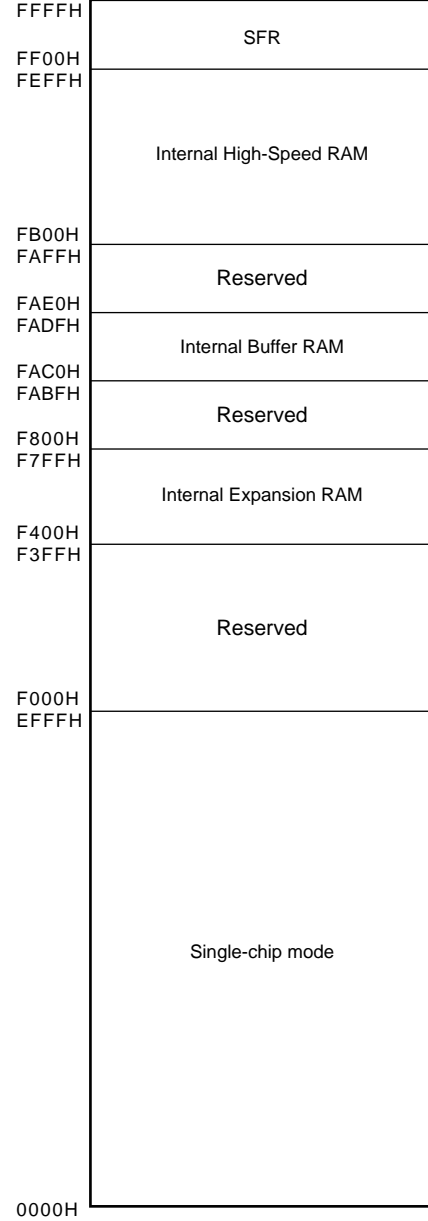 FFFFH
SFR
FF00H
FEFFH
Internal High-Speed RAM
FB00H
FAFFH
Reserved
FAE0H
FADFH
Internal Buffer RAM
FAC0H
FABFH
Reserved
F800H
F7FFH
Internal Expansion RAM
F400H
F3FFH
Reserved
F000H
EFFFH
Single-chip mode
0000H